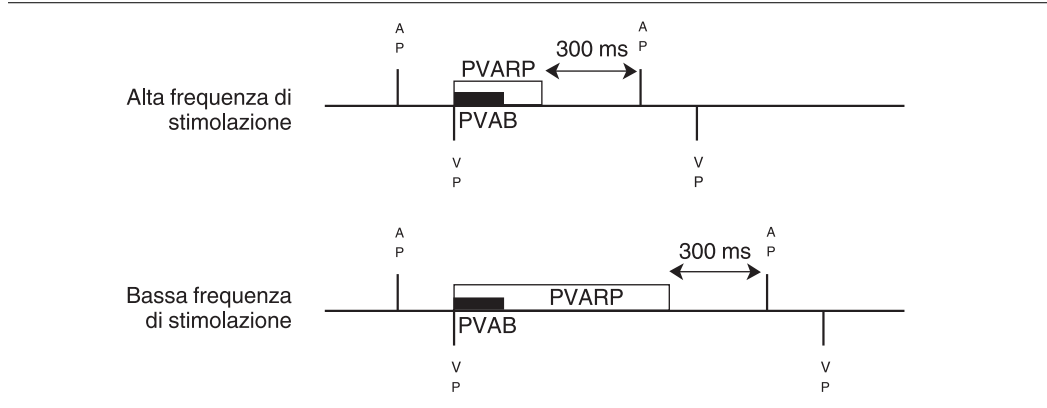 A
P
A
P
300 ms
PVARP
Alta frequenza di
stimolazione
PVAB
V
P
V
P
A
P
A
P
300 ms
Bassa frequenza
di stimolazione
PVARP
PVAB
V
P
V
P